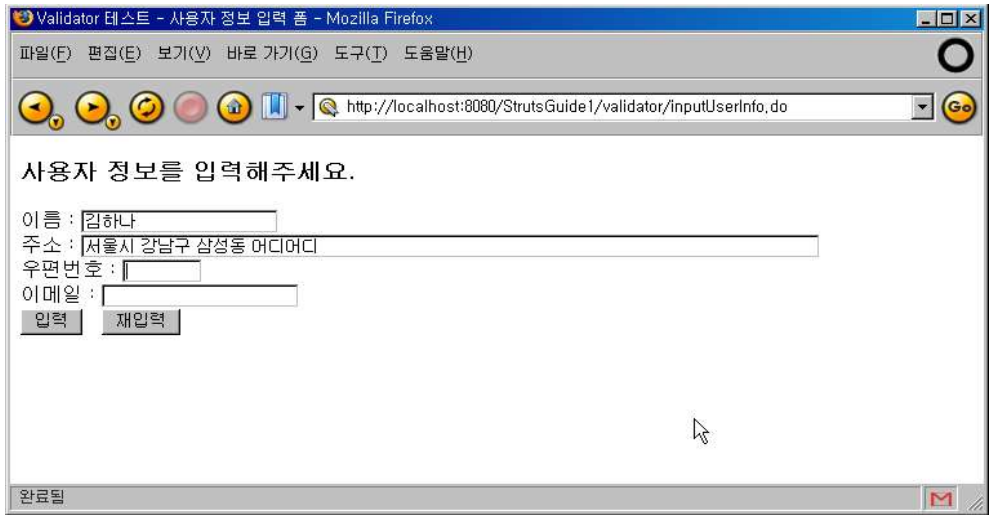 Validator 테스트 - 사용자 정보 입력 폼 - Mozilla Firefox
파일(F) 편집(E) 보기(V) 바로 가기(G) 도구(T) 도움말(H)
http://localhost:8080/StrutsGuide1/validator/inputUserInfo.do Go
사용자 정보를 입력해주세요.
이름 : 김하나
주소 : 서울시 강남구 삼성동 어디어디
우편번호 :
이메일 :
입력 재입력
완료됨